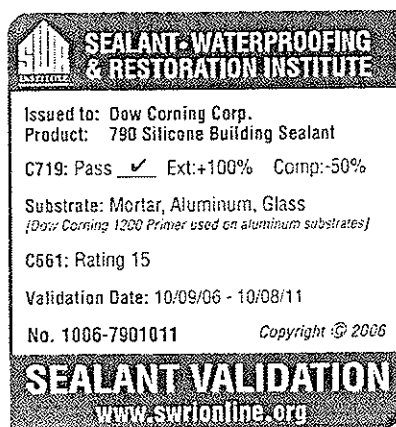 SEALANT•WATERPROOFING
& RESTORATION INSTITUTE
Issued to: Dow Corning Corp.
Product: 790 Silicone Building Sealant
C719: Pass ✔ Ext:+100% Comp:-50%
Substrate: Mortar, Aluminum, Glass
[Dow Corning 1200 Primer used on aluminum substrates]
C661: Rating 15
Validation Date: 10/09/06 - 10/08/11
No. 1006-7901011 Copyright © 2006
SEALANT VALIDATION
www.swrionline.org